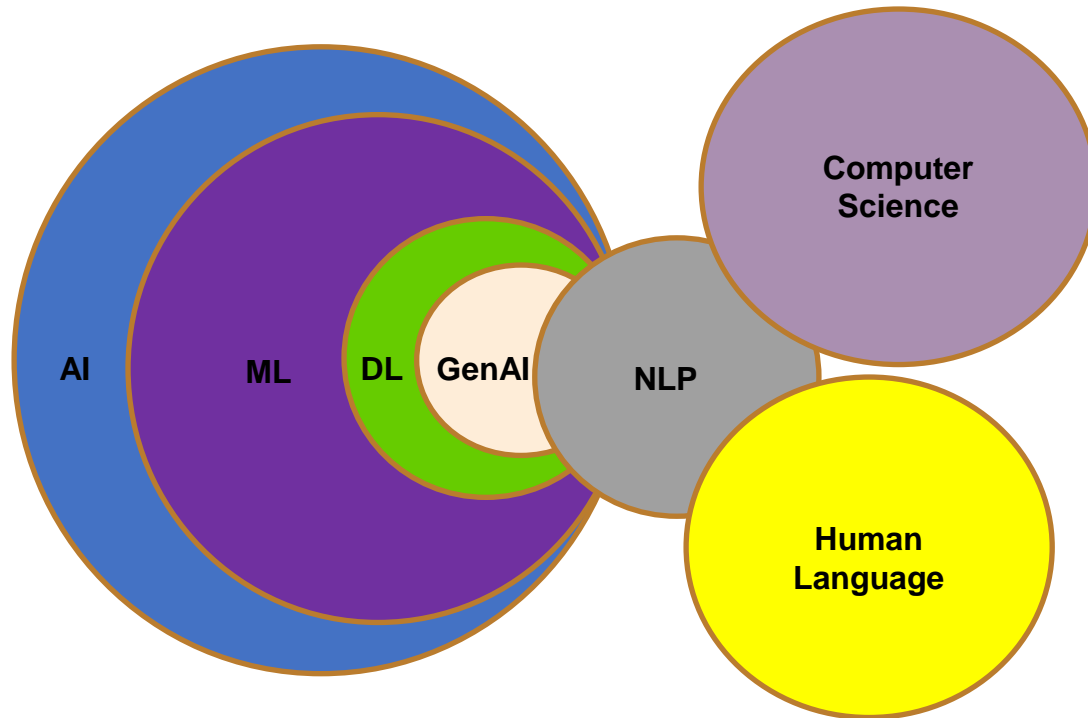 Computer
Science
AI
ML
DL
GenAI
NLP
Human
Language